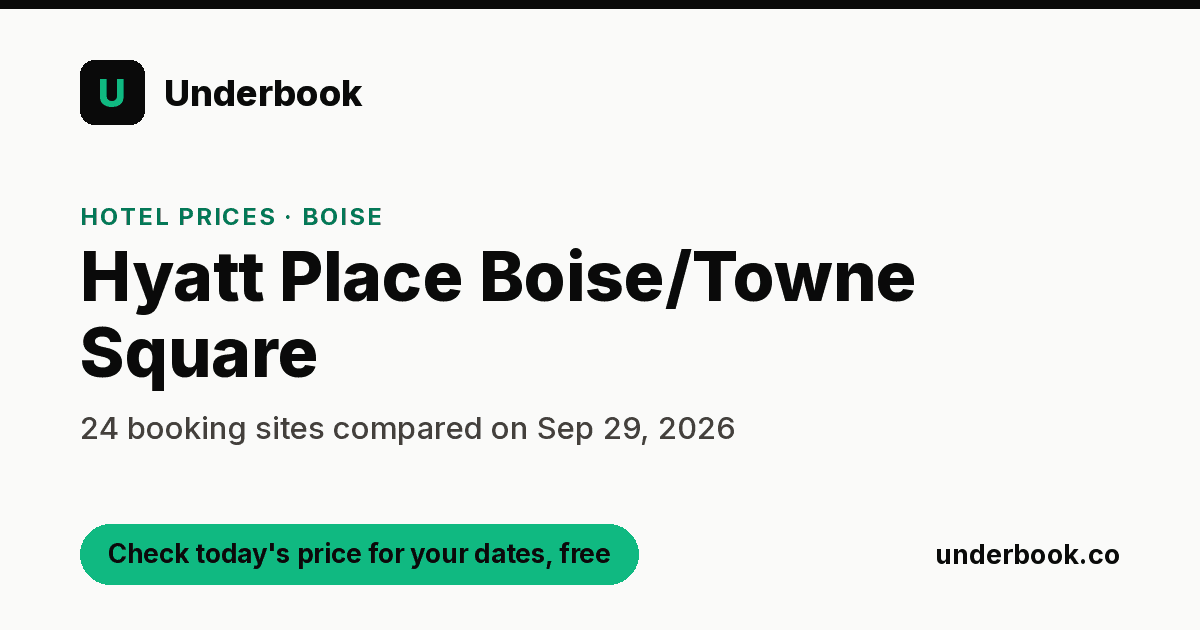 U Underbook
HOTEL PRICES · BOISE
Hyatt Place Boise/Towne
Square
24 booking sites compared on Sep 29, 2026
Check today's price for your dates, free
underbook.co